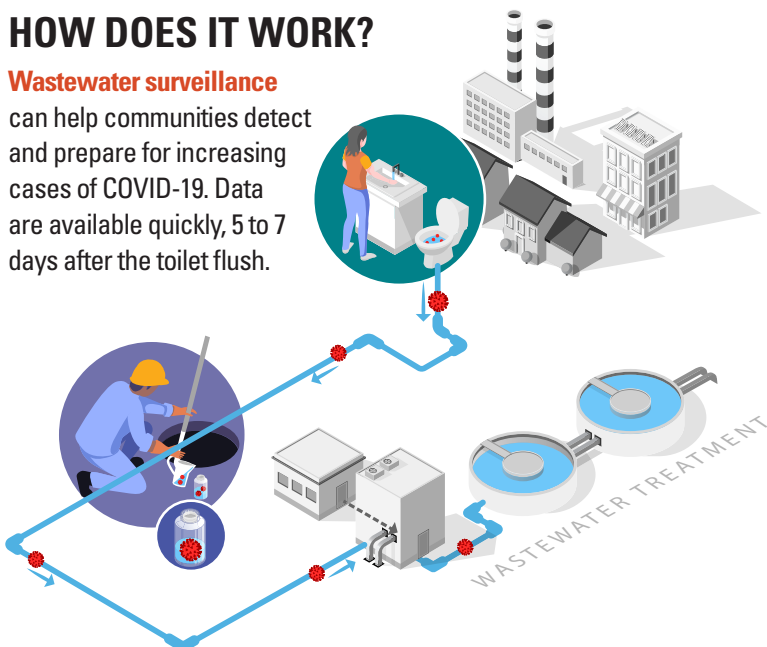 HOW DOES IT WORK?
Wastewater surveillance
can help communities detect
and prepare for increasing
cases of COVID-19. Data
are available quickly, 5 to 7
days after the toilet flush.
WASTEWATER TREATMENT